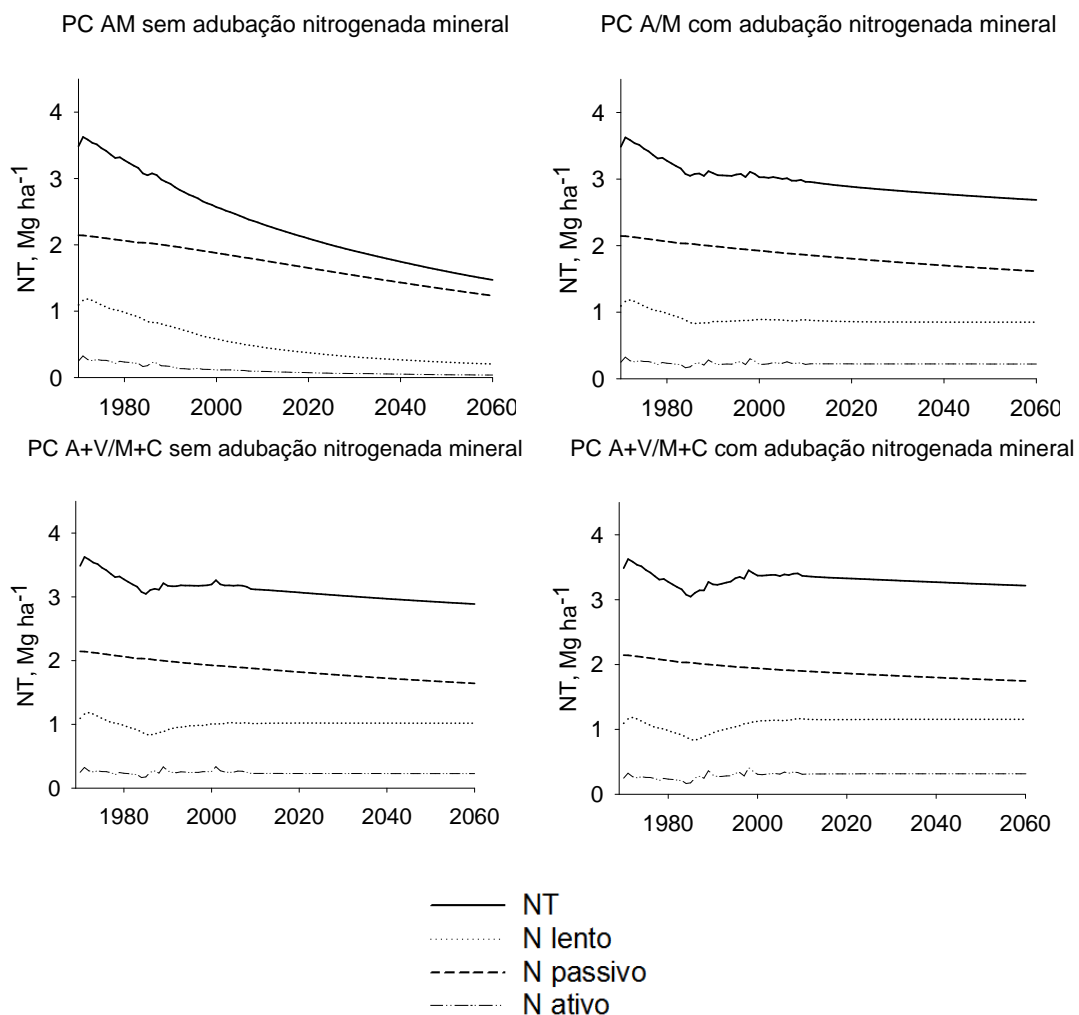 PC AM sem adubação nitrogenada mineral
PC A/M com adubação nitrogenada mineral
NT, Mg ha-1
4
3
2
1
0
1980 2000 2020 2040 2060
NT, Mg ha-1
4
3
2
1
0
1980 2000 2020 2040 2060
PC A+V/M+C sem adubação nitrogenada mineral
PC A+V/M+C com adubação nitrogenada mineral
NT, Mg ha-1
4
3
2
1
0
1980 2000 2020 2040 2060
NT, Mg ha-1
4
3
2
1
0
1980 2000 2020 2040 2060
NT
N lento
N passivo
N ativo